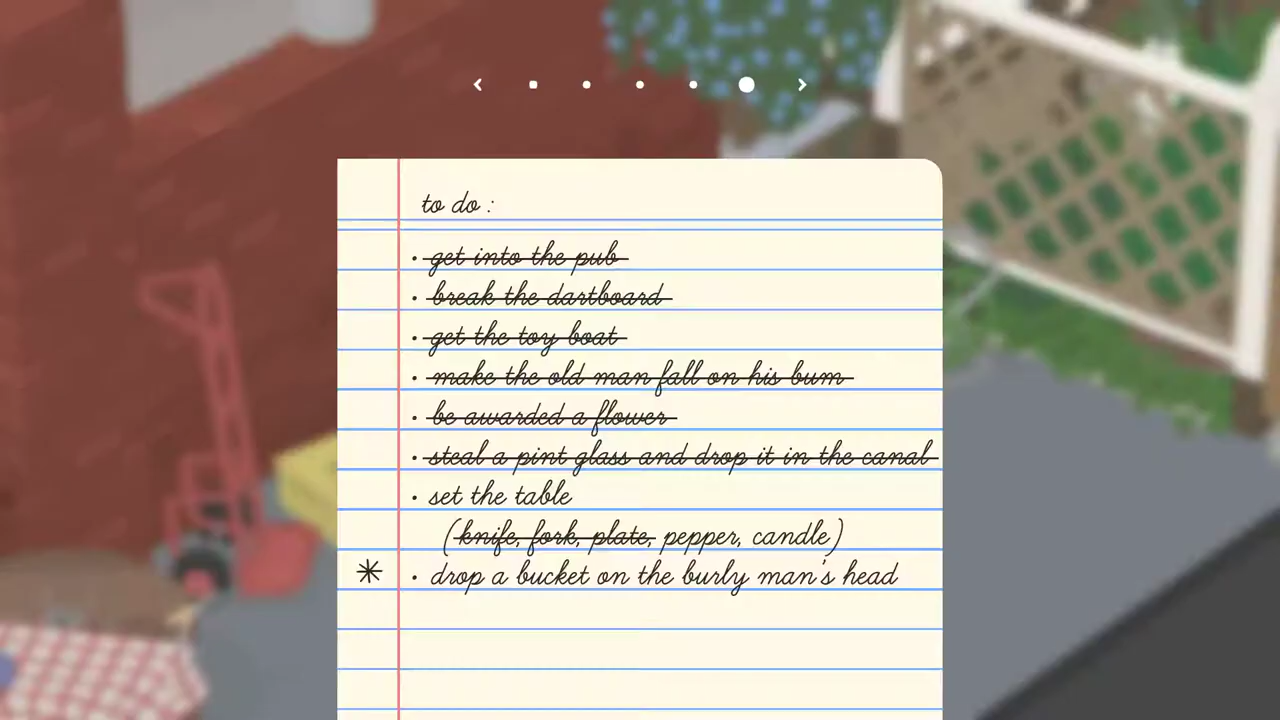 to do :
• get into the pub
• break the dartboard
• get the toy boat
• make the old man fall on his bum
• be awarded a flower
• steal a pint glass and drop it in the canal
• set the table
(knife, fork, plate, pepper, candle)
• drop a bucket on the burly man's head